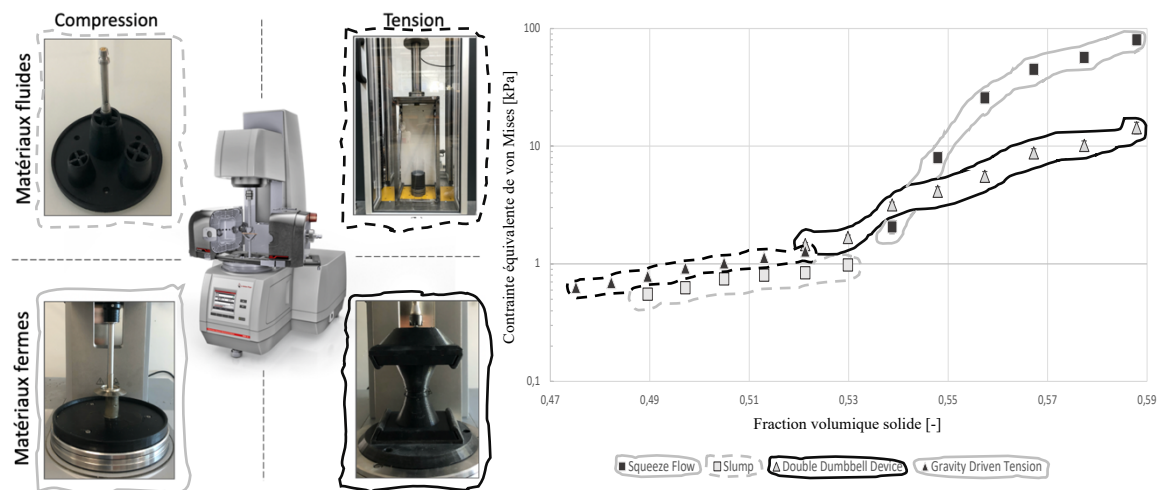 Compression
Tension
Matériaux fluides
Matériaux fermes
Contrainte équivalente de von Mises [kPa]
100
10
1
0,1
0,47
0,49
0,51
0,53
0,55
0,57
0,59
Fraction volumique solide [-]
Squeeze Flow
Slump
Double Dumbbell Device
Gravity Driven Tension